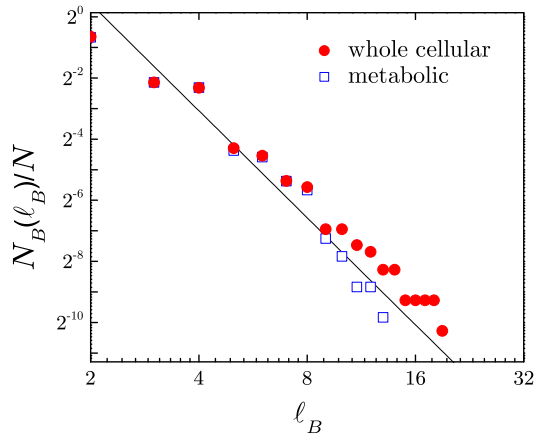 2^0
whole cellular
metabolic
2^-2
2^-4
2^-6
2^-8
2^-10
N_B(ℓ_B)/N
2 4 8 16 32
ℓ_B